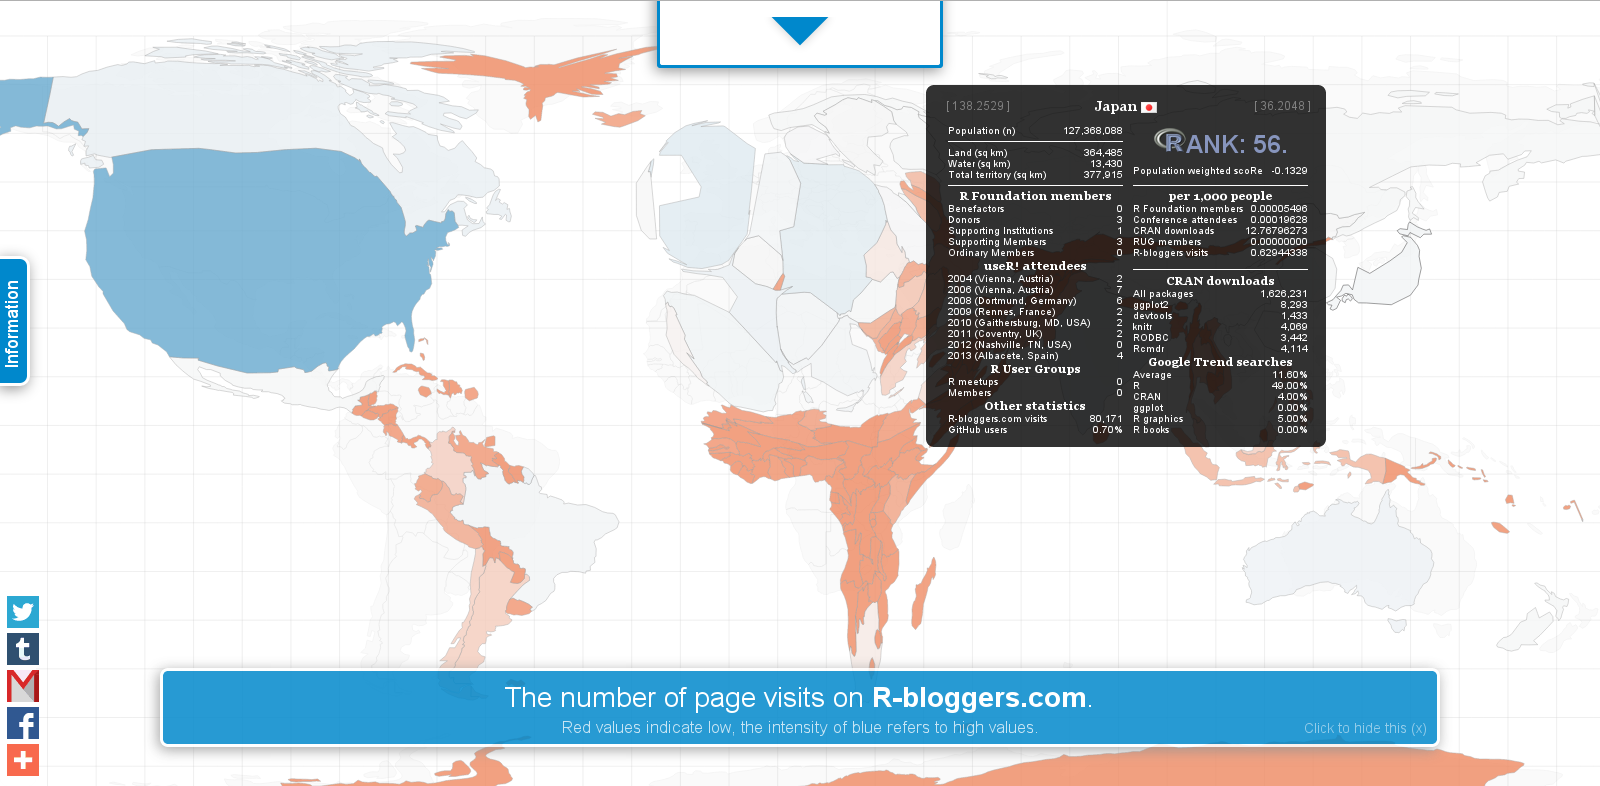 [ 138.2529 ] Japan [ 36.2048 ]
Population (n) 127,368,088
Land (sq km) 364,485
Water (sq km) 13,430
Total territory (sq km) 377,915
R Foundation members
Benefactors 0
Donors 3
Supporting Institutions 1
Supporting Members 3
Ordinary Members 0
useR! attendees
2004 (Vienna, Austria) 2
2006 (Vienna, Austria) 7
2008 (Dortmund, Germany) 6
2009 (Rennes, France) 2
2010 (Gaithersburg, MD, USA) 2
2011 (Coventry, UK) 2
2012 (Nashville, TN, USA) 0
2013 (Albacete, Spain) 4
R User Groups
R meetups 0
Members 0
Other statistics
R-bloggers.com visits 80,171
GitHub users 0.70%
RANK: 56.
Population weighted scoRe -0.1329
per 1,000 people
R Foundation members 0.00005496
Conference attendees 0.00019628
CRAN downloads 12.76796273
RUG members 0.00000000
R-bloggers visits 0.62944338
CRAN downloads
All packages 1,626,231
ggplot2 8,293
devtools 1,433
knitr 4,069
RODBC 3,442
Rcmdr 4,114
Google Trend searches
Average 11.60%
R 49.00%
CRAN 4.00%
ggplot 0.00%
R graphics 5.00%
R books 0.00%
Information
The number of page visits on R-bloggers.com.
Red values indicate low, the intensity of blue refers to high values.
Click to hide this (x)